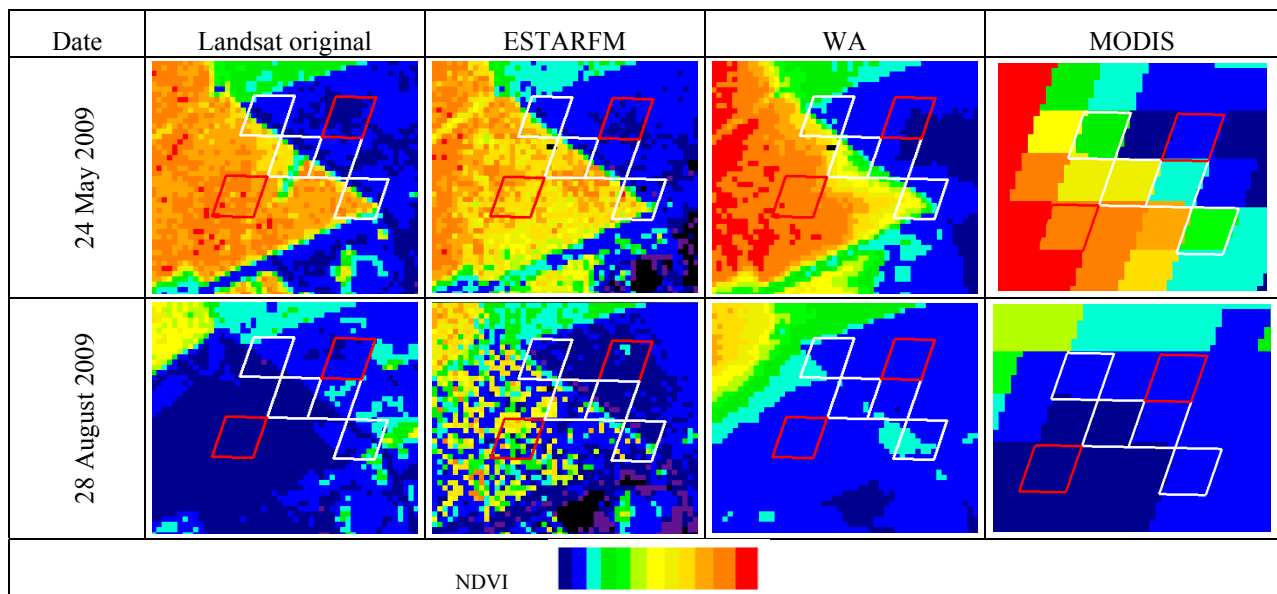 Date Landsat original ESTARFM WA MODIS
24 May 2009
28 August 2009
NDVI